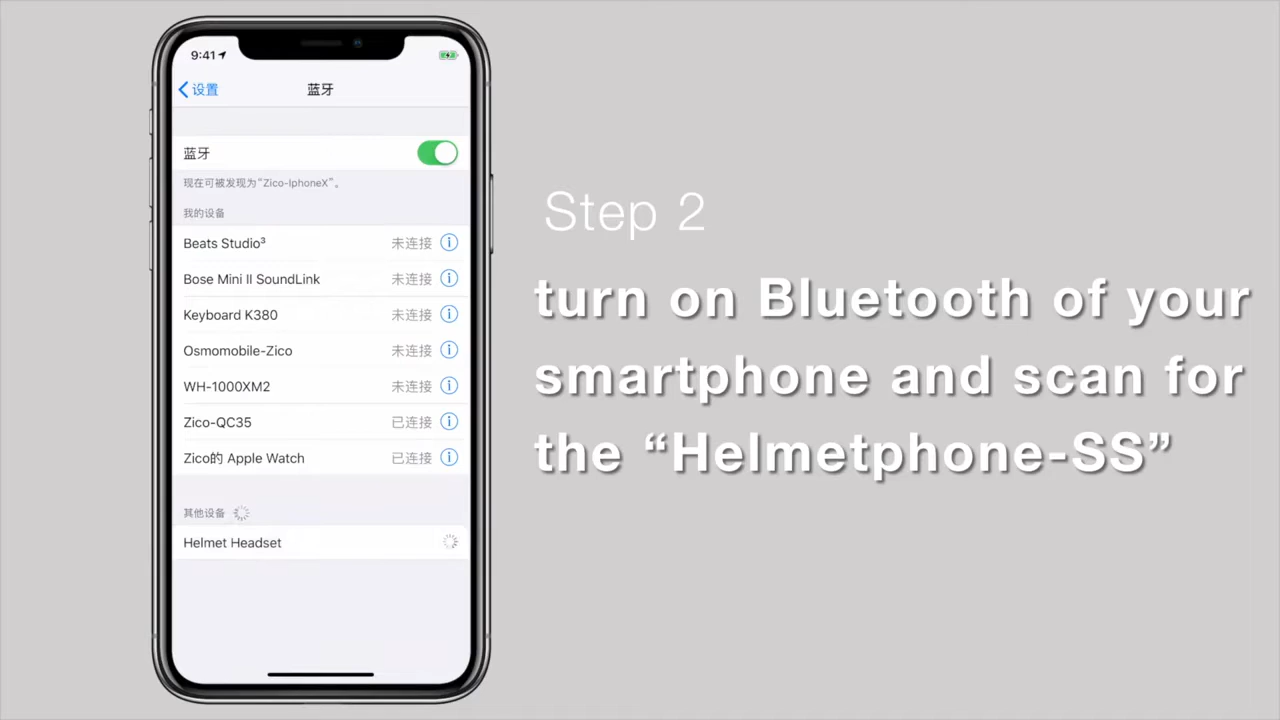 9:41
设置
蓝牙
蓝牙
现在可被发现为“Zico-IphoneX”。
我的设备
Beats Studio³ 未连接
Bose Mini II SoundLink 未连接
Keyboard K380 未连接
Osmomobile-Zico 未连接
WH-1000XM2 未连接
Zico-QC35 已连接
Zico的 Apple Watch 已连接
其他设备
Helmet Headset
Step 2
turn on Bluetooth of your
smartphone and scan for
the “Helmetphone-SS”